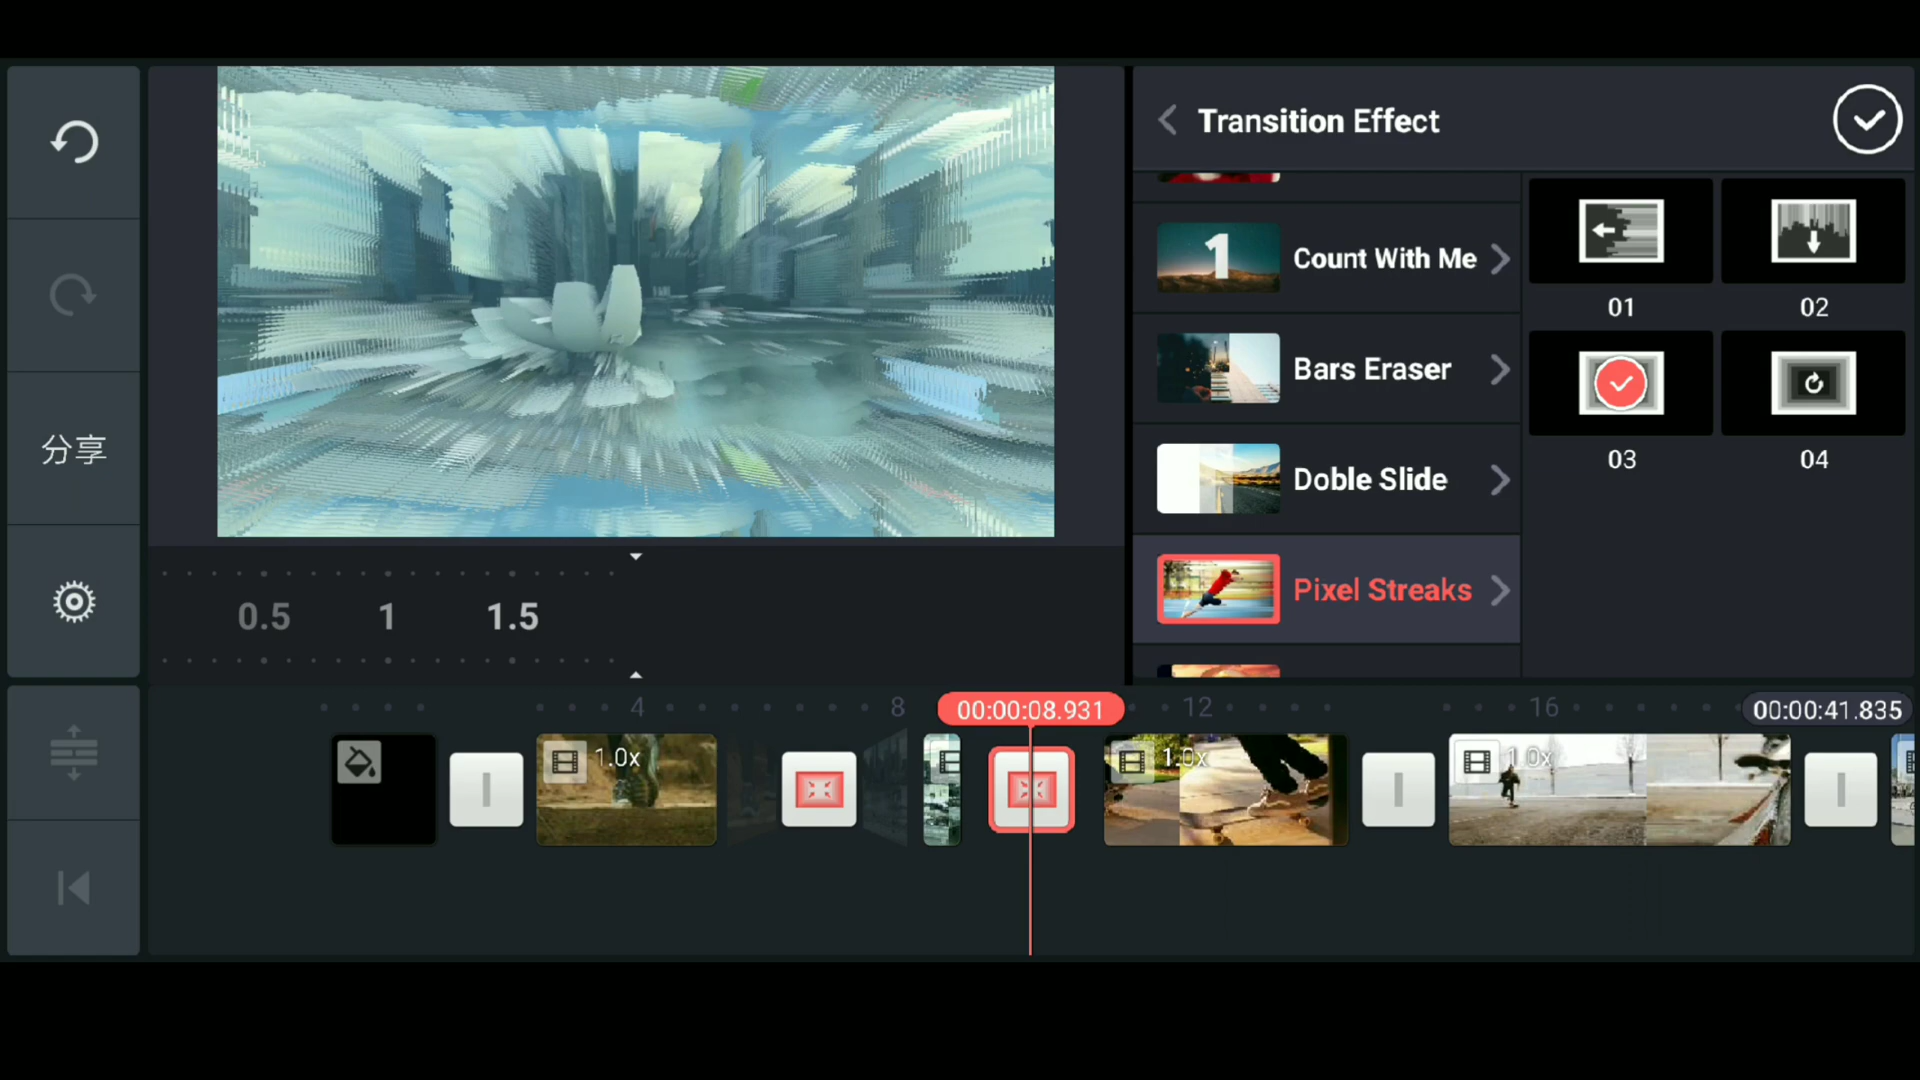 Transition Effect
1
Count With Me
Bars Eraser
Doble Slide
Pixel Streaks
01
02
03
04
分享
0.5
1
1.5
4
8
00:00:08.931
12
16
00:00:41.835
1.0x
1.0x
1.0x